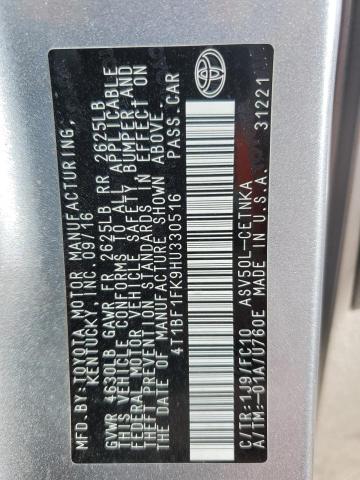 MFD. BY: TOYOTA MOTOR MANUFACTURING,
KENTUCKY, INC. 09/16
GVWR 4630LB GAWR FR 2625LB RR 2625LB
THIS VEHICLE CONFORMS TO ALL APPLICABLE
FEDERAL MOTOR VEHICLE SAFETY BUMPER AND
THEFT PREVENTION STANDARDS IN EFFECT ON
THE DATE OF MANUFACTURE SHOWN ABOVE.
4T1BF1FK9HU330516 PASS. CAR
C/TR: 1J9/FC10 ASV50L-CETNKA
A/TM: -01A/U760E MADE IN U.S.A. 31221